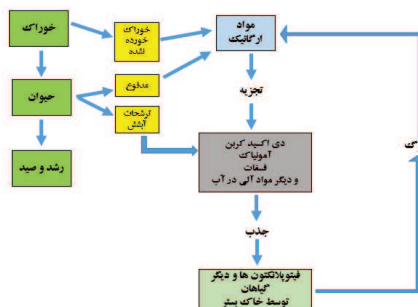 خوراک
خوراک
خورده
نشده
مواد
ارگانیک
حیوان
مدفوع
ترشحات
آبشش
تجزیه
رشد و صید
دی اکسید کربن
آمونیاک
فسفات
و دیگر مواد آلی در آب
جذب
فیتوپلانکتون ها و دیگر
گیاهان
توسط خاک بستر